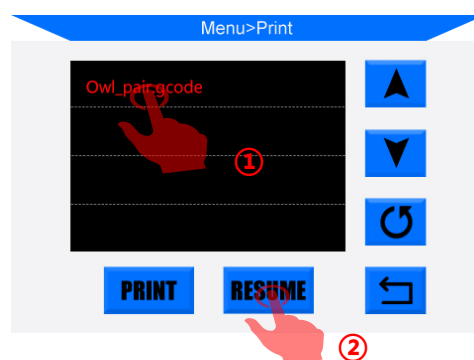 Menu>Print
Owl_pair.gcode
①
PRINT
RESUME
②